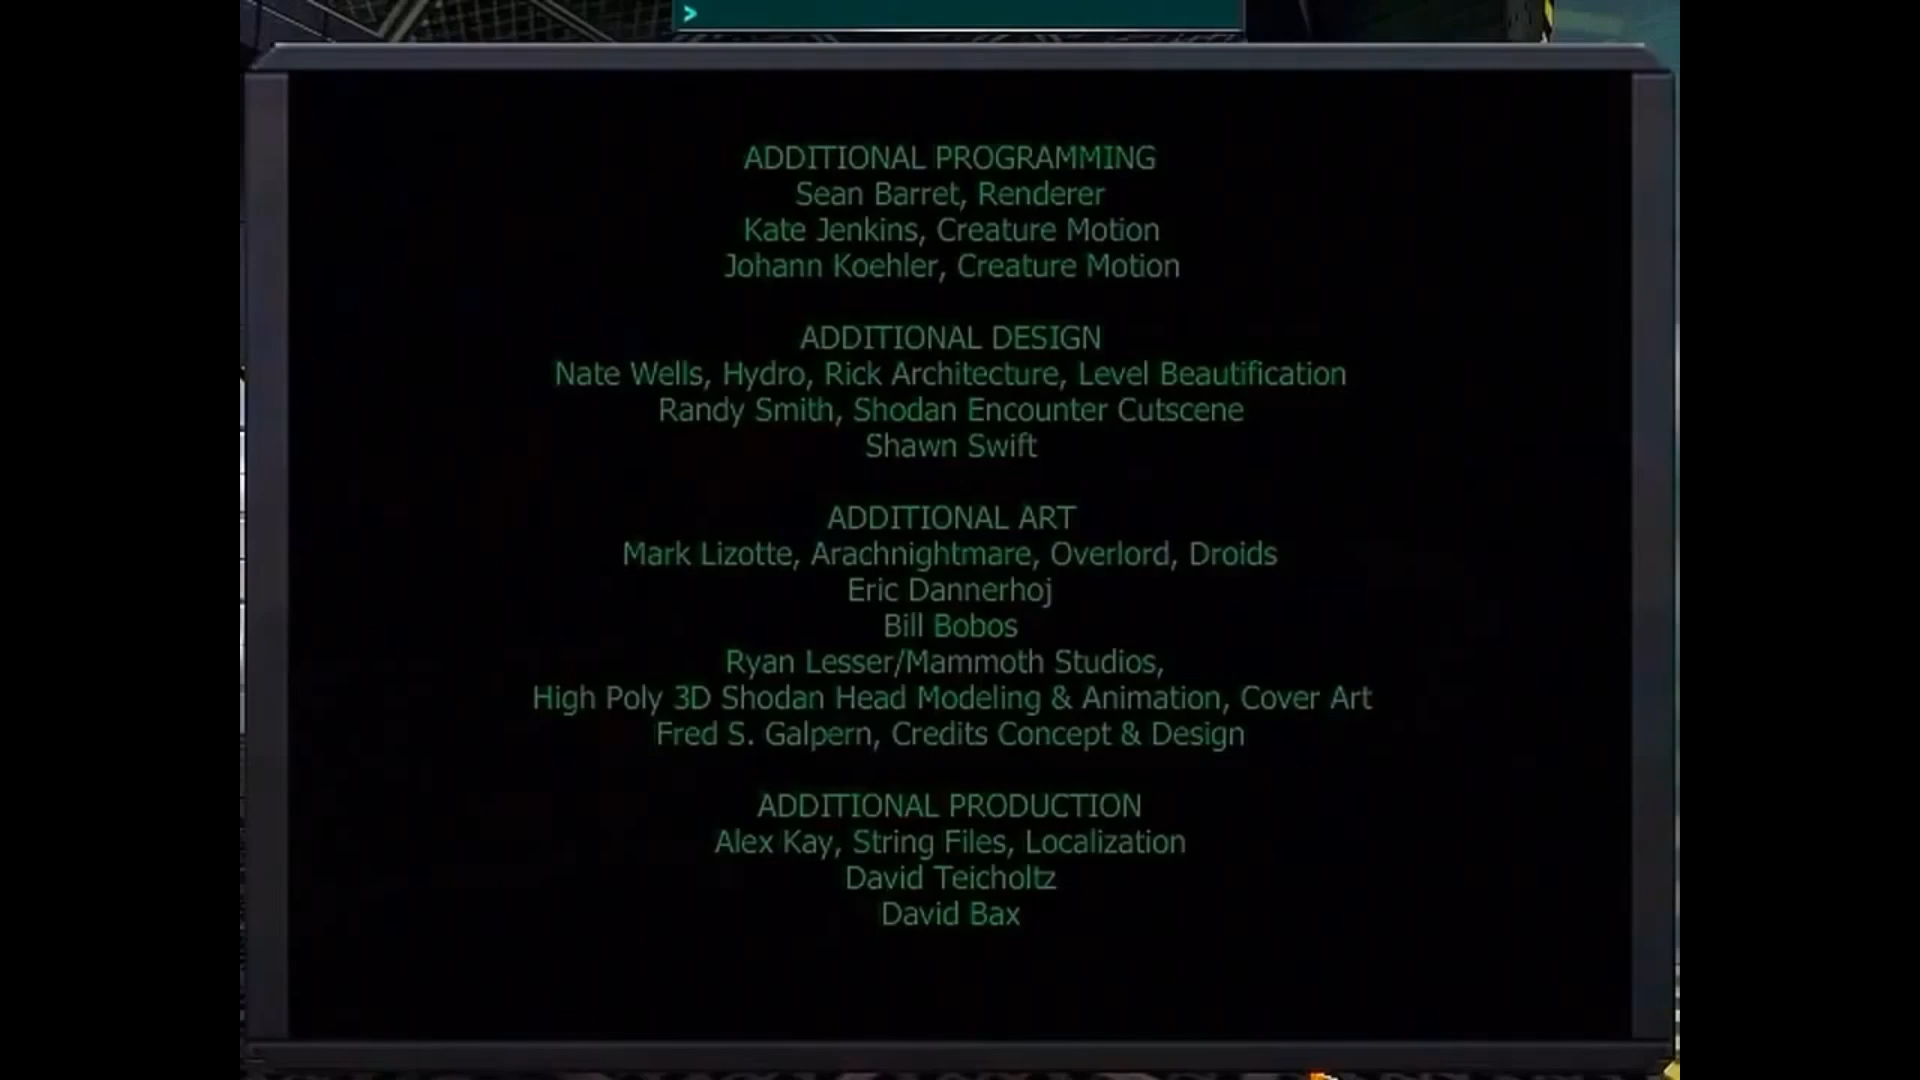 >
ADDITIONAL PROGRAMMING
Sean Barret, Renderer
Kate Jenkins, Creature Motion
Johann Koehler, Creature Motion
ADDITIONAL DESIGN
Nate Wells, Hydro, Rick Architecture, Level Beautification
Randy Smith, Shodan Encounter Cutscene
Shawn Swift
ADDITIONAL ART
Mark Lizotte, Arachnightmare, Overlord, Droids
Eric Dannerhoj
Bill Bobos
Ryan Lesser/Mammoth Studios,
High Poly 3D Shodan Head Modeling & Animation, Cover Art
Fred S. Galpern, Credits Concept & Design
ADDITIONAL PRODUCTION
Alex Kay, String Files, Localization
David Teicholtz
David Bax